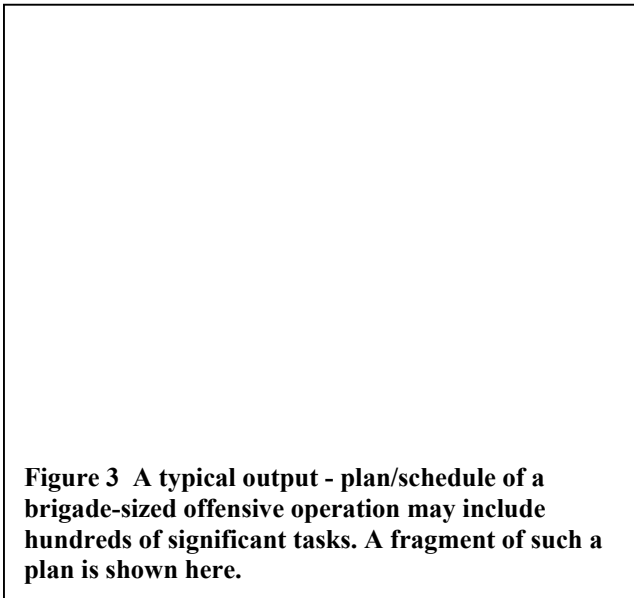 Figure 3 A typical output - plan/schedule of a
brigade-sized offensive operation may include
hundreds of significant tasks. A fragment of such a
plan is shown here.